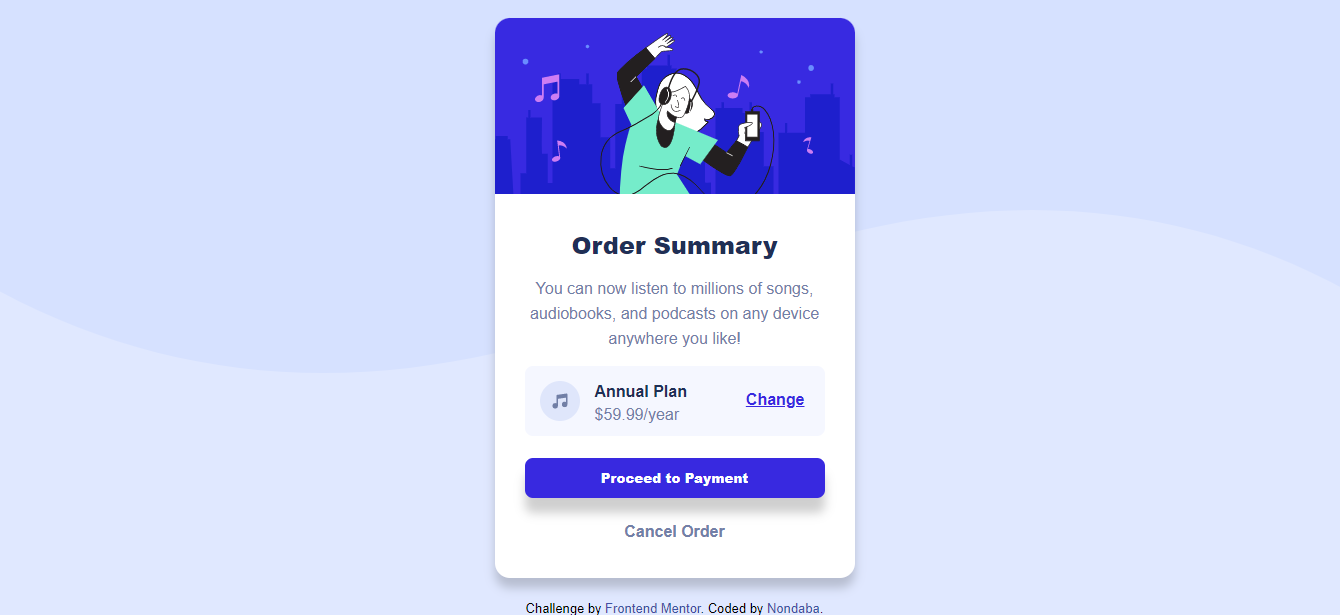 Order Summary
You can now listen to millions of songs,
audiobooks, and podcasts on any device
anywhere you like!
Annual Plan
$59.99/year
Change
Proceed to Payment
Cancel Order
Challenge by Frontend Mentor. Coded by Nondaba.